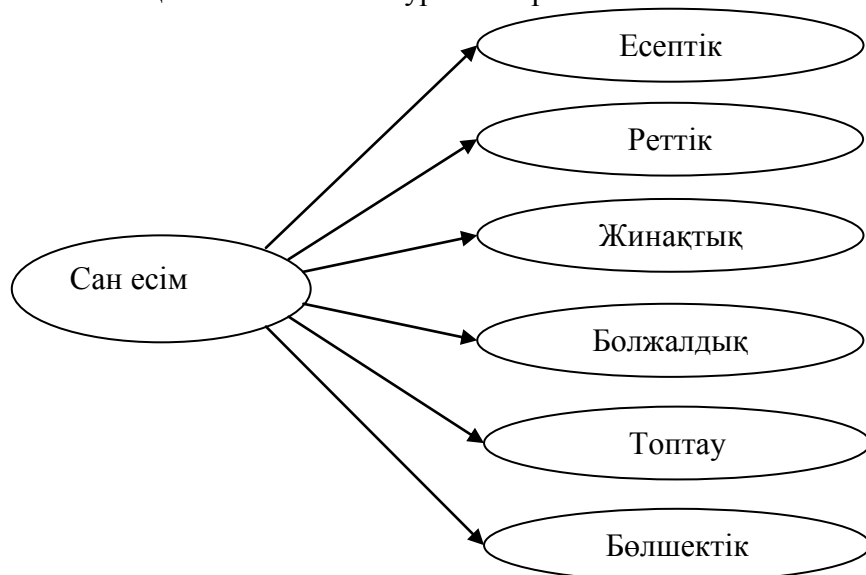 Есептік
Реттік
Жинақтық
Сан есім
Болжалдық
Топтау
Бөлшектік